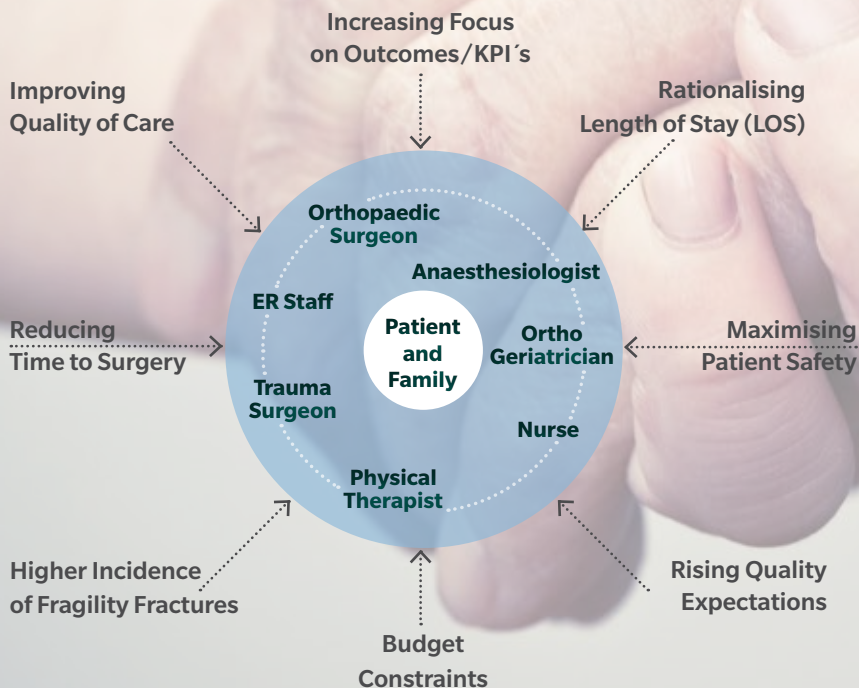 Increasing Focus
on Outcomes/KPI´s
Improving
Quality of Care
Rationalising
Length of Stay (LOS)
Orthopaedic
Surgeon
Anaesthesiologist
ER Staff
Patient
and
Family
Ortho
Geriatrician
Reducing
Time to Surgery
Maximising
Patient Safety
Trauma
Surgeon
Nurse
Physical
Therapist
Higher Incidence
of Fragility Fractures
Rising Quality
Expectations
Budget
Constraints